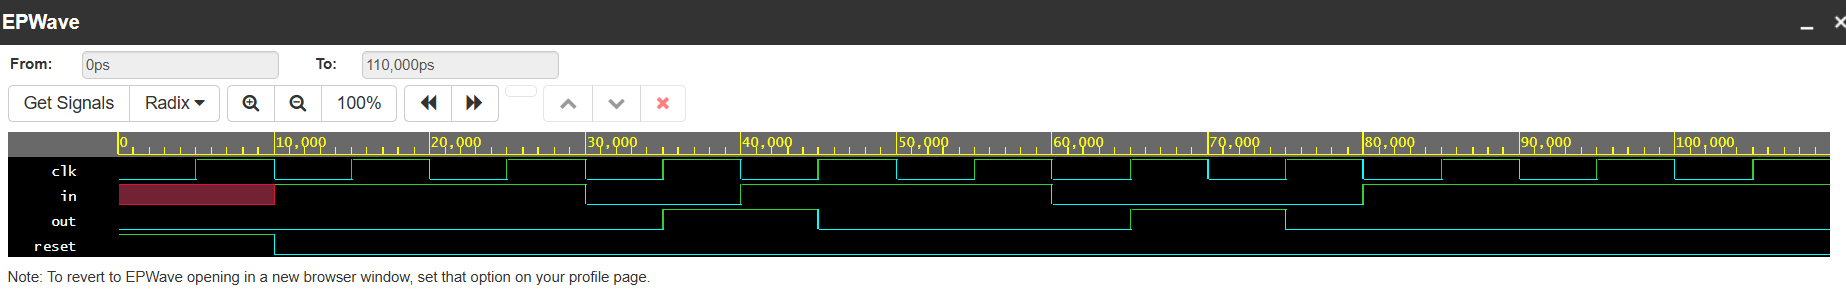 EPWave
From: 0ps To: 110,000ps
Get Signals Radix 100%
0 10,000 20,000 30,000 40,000 50,000 60,000 70,000 80,000 90,000 100,000
clk
in
out
reset
Note: To revert to EPWave opening in a new browser window, set that option on your profile page.